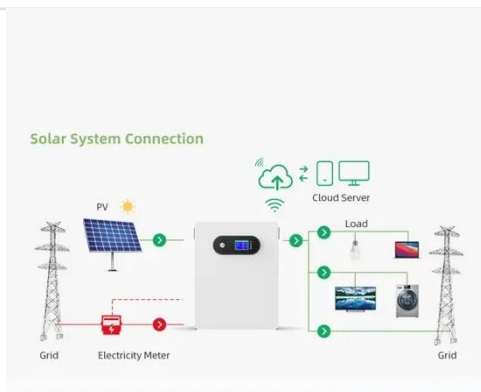 Solar System Connection
PV
Cloud Server
Load
Grid
Electricity Meter
Grid